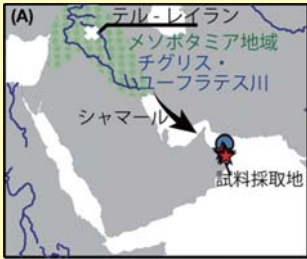 (A)
テル - レイラン
メソポタミア地域
チグリス・
ユーフラテス川
シャマール
試料採取地